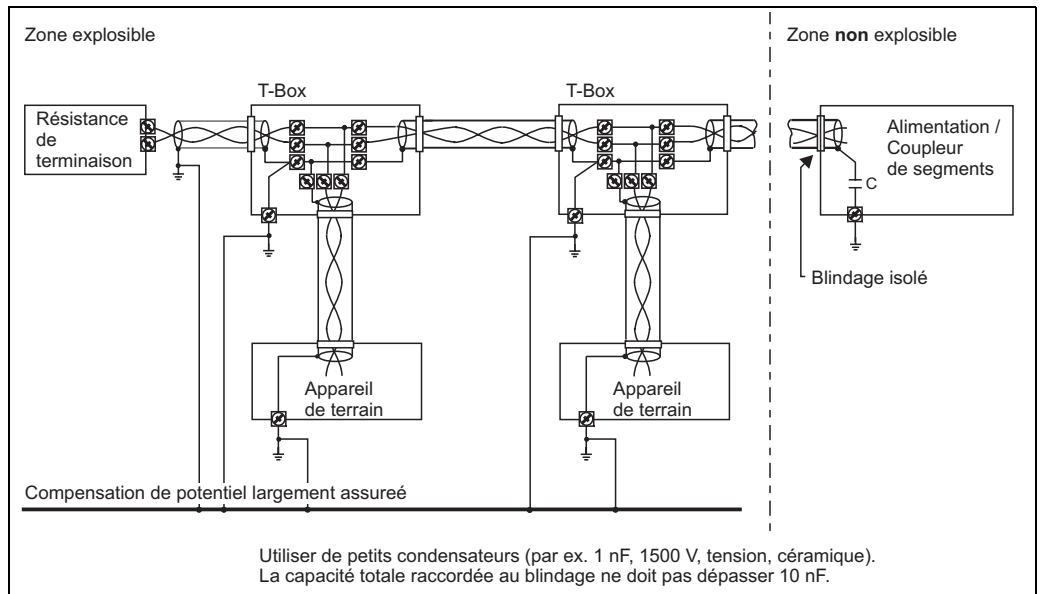 Zone explosible
Zone non explosible
T-Box
T-Box
Résistance
de
terminaison
Alimentation /
Coupleur
de segments
C
Blindage isolé
Appareil
de terrain
Appareil
de terrain
Compensation de potentiel largement assureé
Utiliser de petits condensateurs (par ex. 1 nF, 1500 V, tension, céramique).
La capacité totale raccordée au blindage ne doit pas dépasser 10 nF.